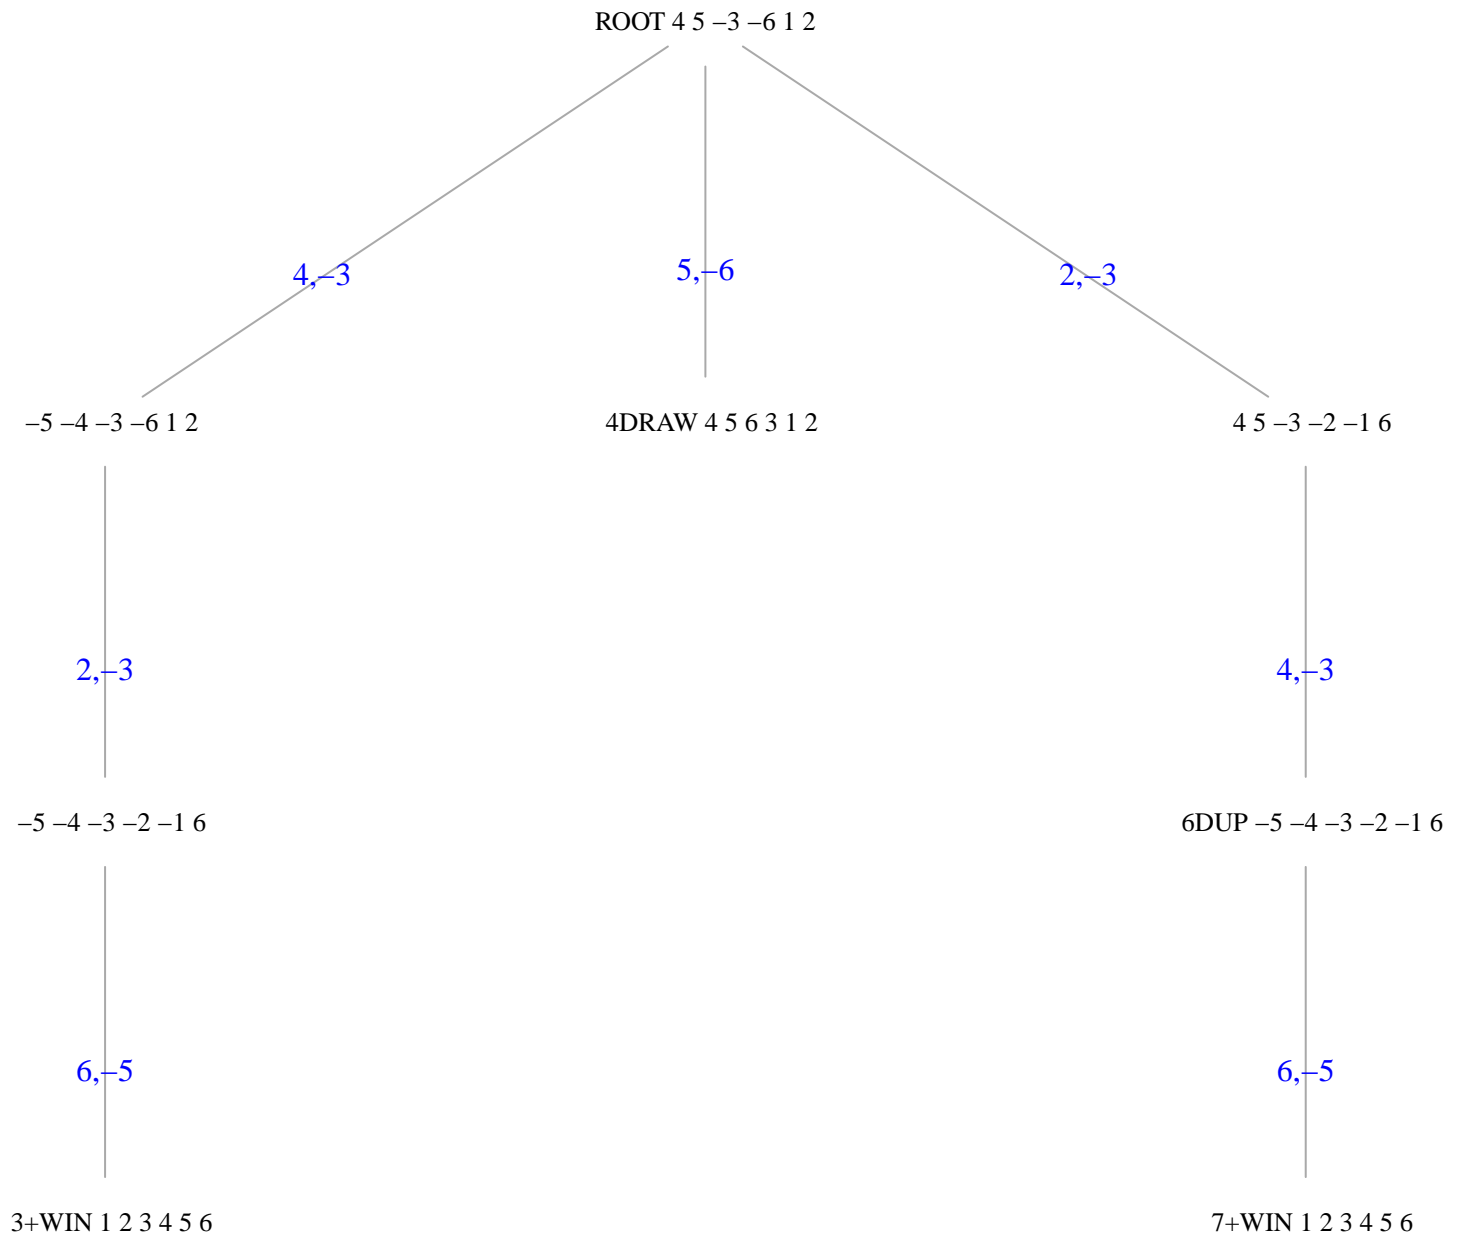 ROOT 4 5 –3 –6 1 2
4,–3
5,–6
2,–3
–5 –4 –3 –6 1 2
4DRAW 4 5 6 3 1 2
4 5 –3 –2 –1 6
2,–3
4,–3
–5 –4 –3 –2 –1 6
6DUP –5 –4 –3 –2 –1 6
6,–5
6,–5
3+WIN 1 2 3 4 5 6
7+WIN 1 2 3 4 5 6